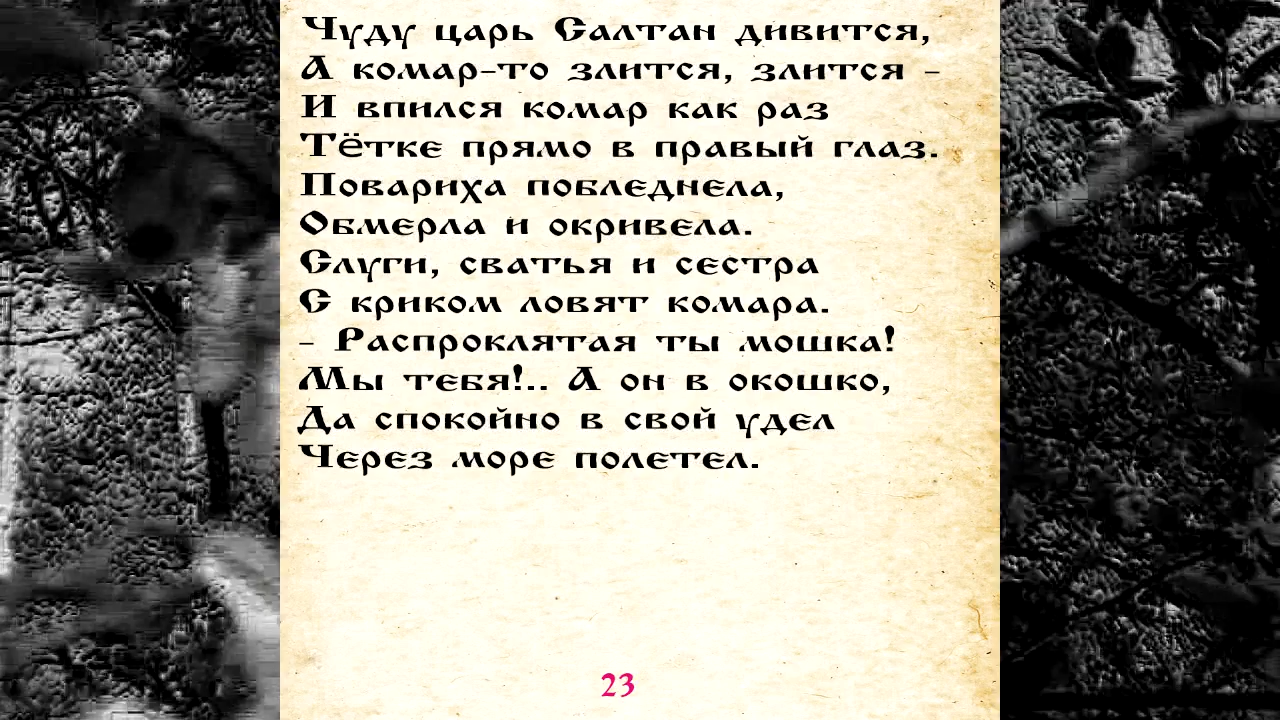 Чуду царь Салтан дивится,
А комар-то злится, злится -
И впился комар как раз
Тётке прямо в правый глаз.
Повариха побледнела,
Обмерла и окривела.
Слуги, сватья и сестра
С криком ловят комара.
- Распроклятая ты мошка!
Мы тебя!.. А он в окошко,
Да спокойно в свой удел
Через море полетел.
23